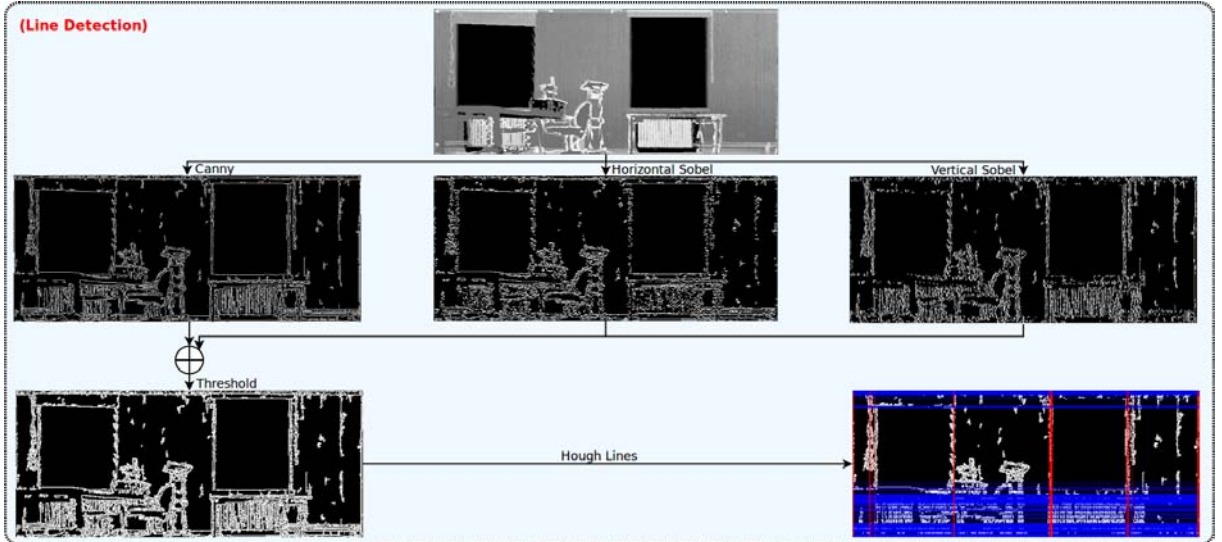 (Line Detection)
Canny
Horizontal Sobel
Vertical Sobel
Threshold
Hough Lines